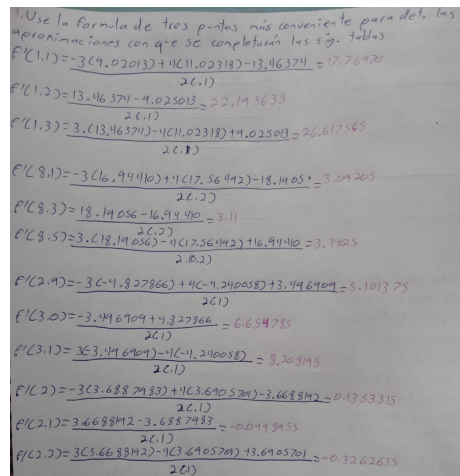 3. Use la formula de tres puntos más conveniente para det. las
aproximaciones con que se completarán las sig. tablas
f'(1.1)=-3(9.02013)+4(11.02318)-13.46374=17.76970
2(.1)
f'(1.2)=13.46374-9.025013=22.193635
2(.1)
f'(1.3)=3.(13.46374)-4(11.02318)+9.025013=26.617565
2(.1)
f'(8.1)=-3(16.94410)+4(17.56492)-18.1905=3.09205
2(.2)
f'(8.3)=18.19056-16.94410=3.11
2(.2)
f'(8.5)=3.(18.19056)-4(17.56492)+16.94410=3.1425
2.0.2)
f'(2.9)=-3(-4.827866)+4(-4.240058)+3.496909=5.101375
2(.1)
f'(3.0)=-3.496909+4.827866=6.654785
2(.1)
f'(3.1)=3(-3.496909)-4(-4.240058)=8.208195
2(.1)
f'(2)=-3(3.6887983)+4(3.6905701)-3.6688192=0.1353315
2(.1)
f'(2.1)=3.6688192-3.6887983=-0.0998955
2(.1)
f'(2.2)=3(3.6688192)-4(3.6905701)+3.6905701=-0.3262635
2(.1)